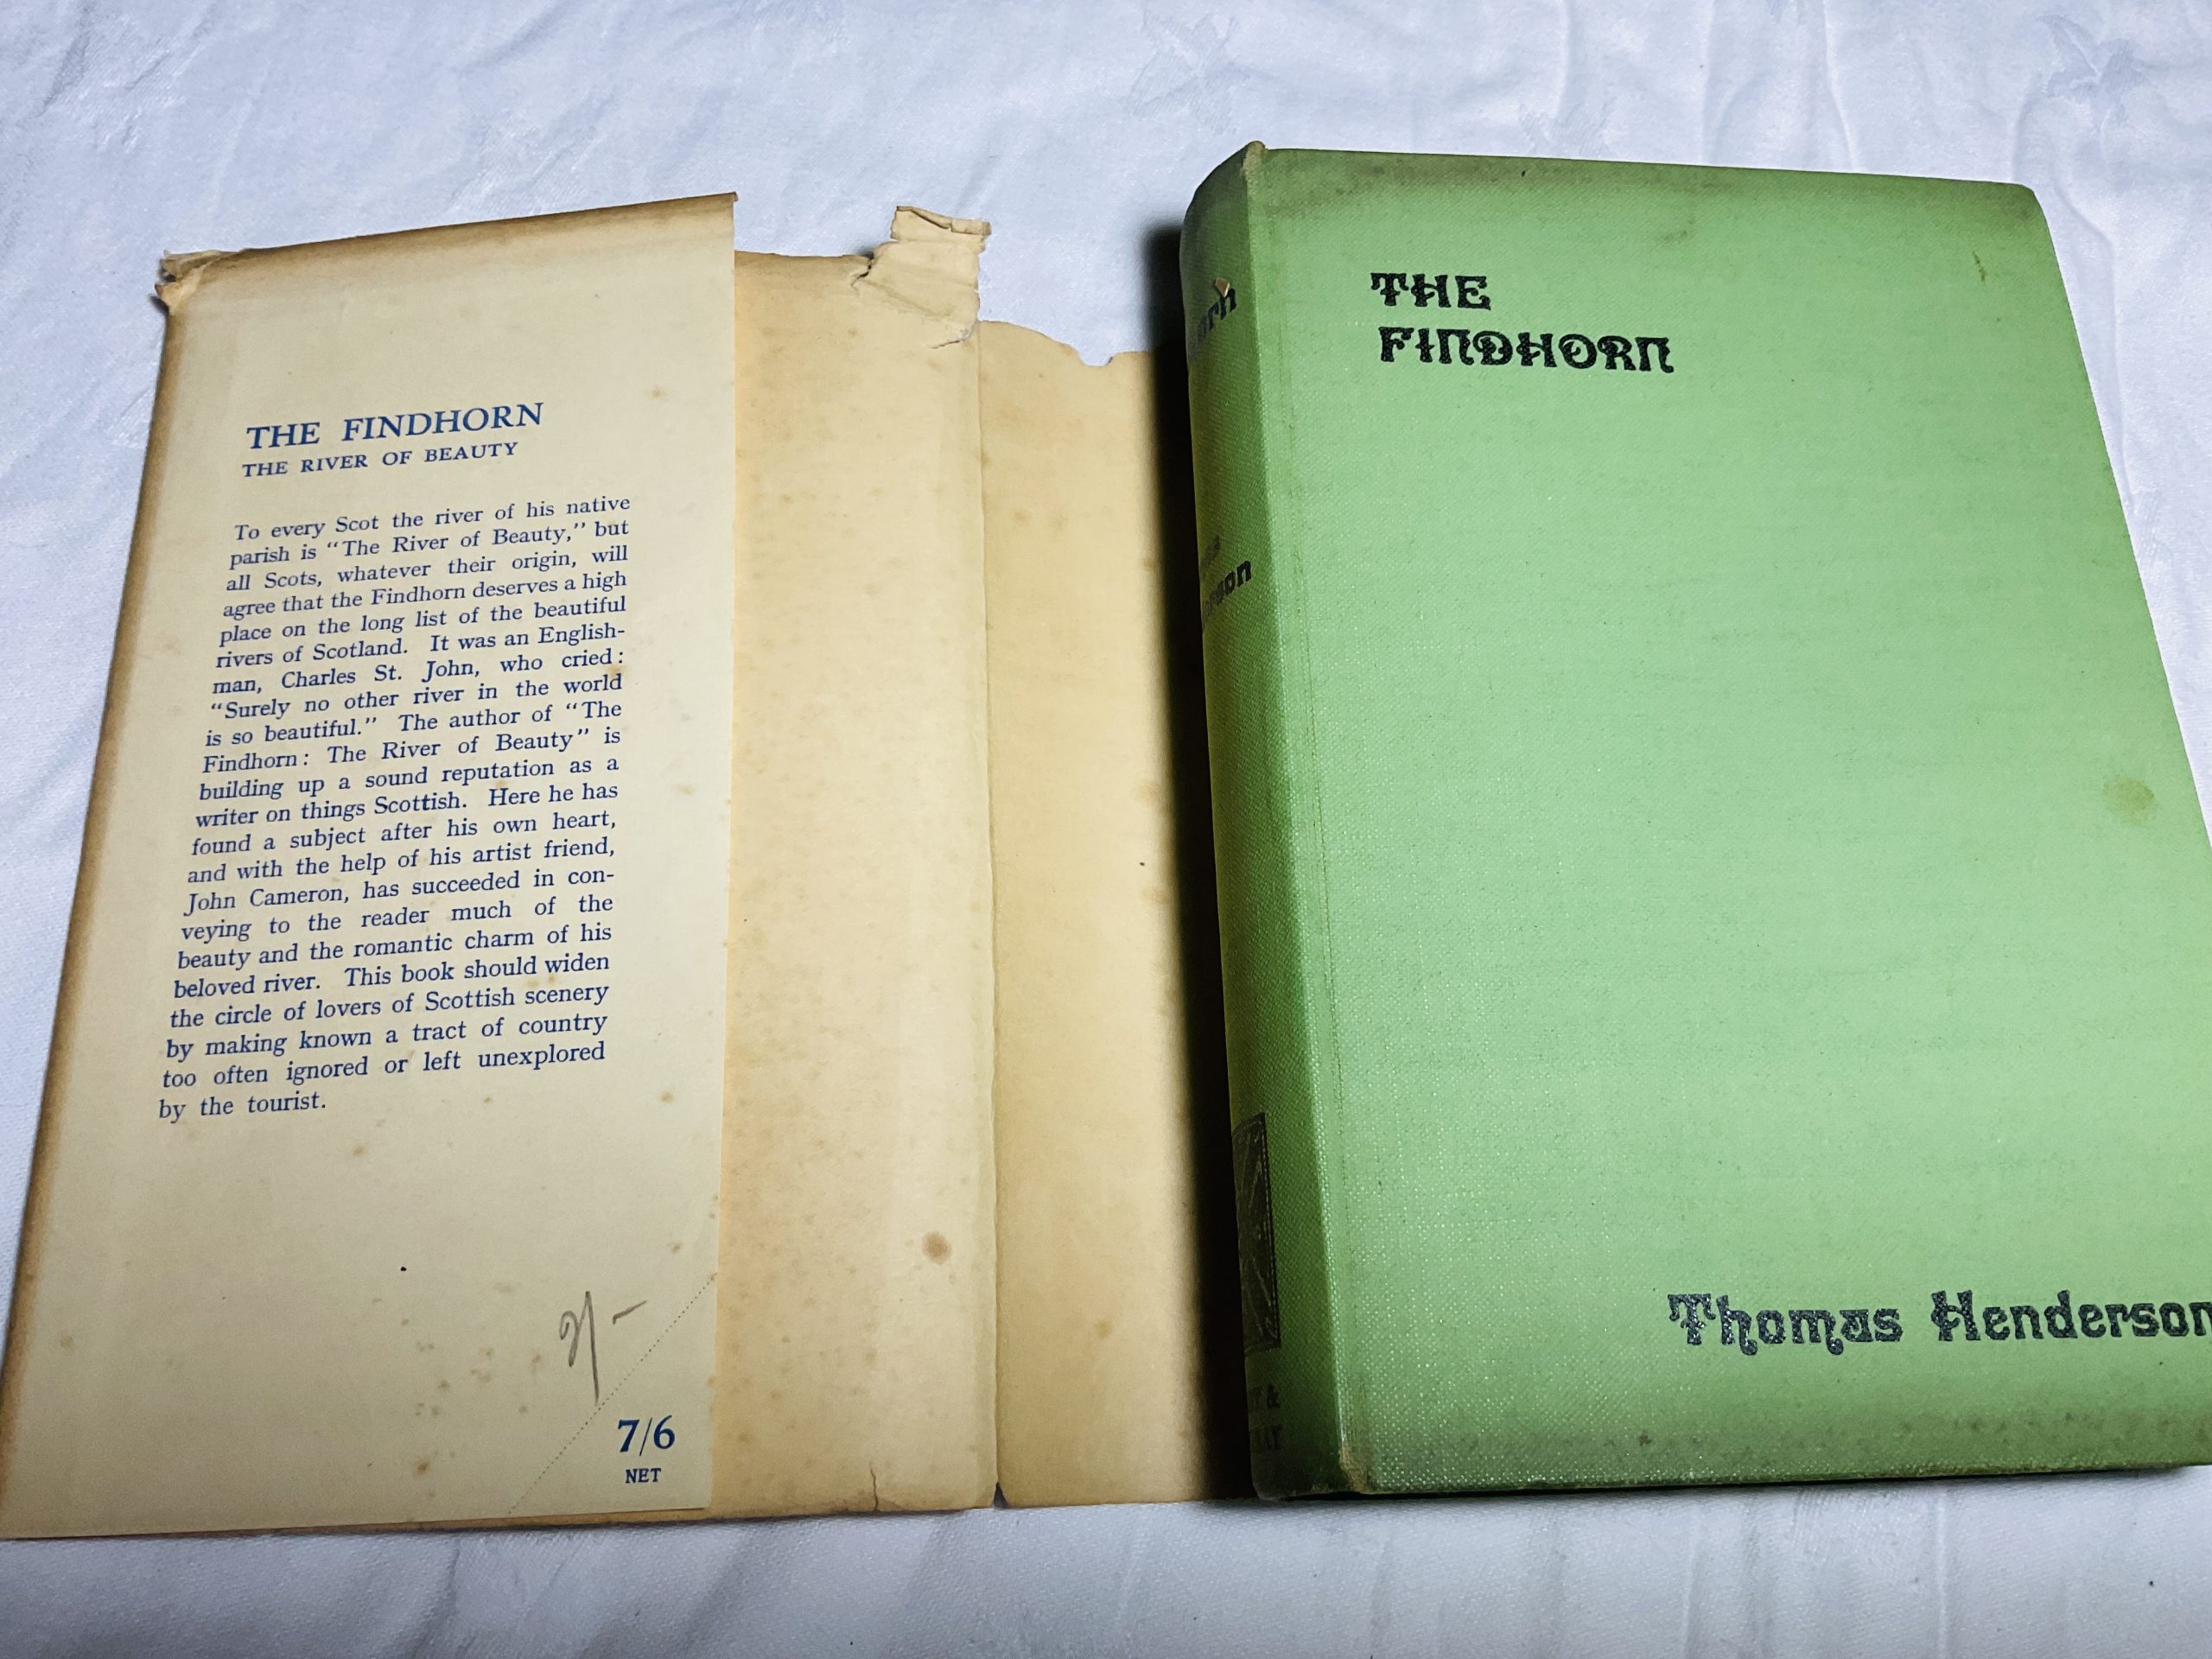 THE FINDHORN
THE RIVER OF BEAUTY
To every Scot the river of his native
parish is “The River of Beauty,” but
all Scots, whatever their origin, will
agree that the Findhorn deserves a high
place on the long list of the beautiful
rivers of Scotland. It was an English-
man, Charles St. John, who cried:
“Surely no other river in the world
is so beautiful.” The author of “The
Findhorn: The River of Beauty” is
building up a sound reputation as a
writer on things Scottish. Here he has
found a subject after his own heart,
and with the help of his artist friend,
John Cameron, has succeeded in con-
veying to the reader much of the
beauty and the romantic charm of his
beloved river. This book should widen
the circle of lovers of Scottish scenery
by making known a tract of country
too often ignored or left unexplored
by the tourist.
7/6
NET
THE
FINDHORN
Thomas Henderson